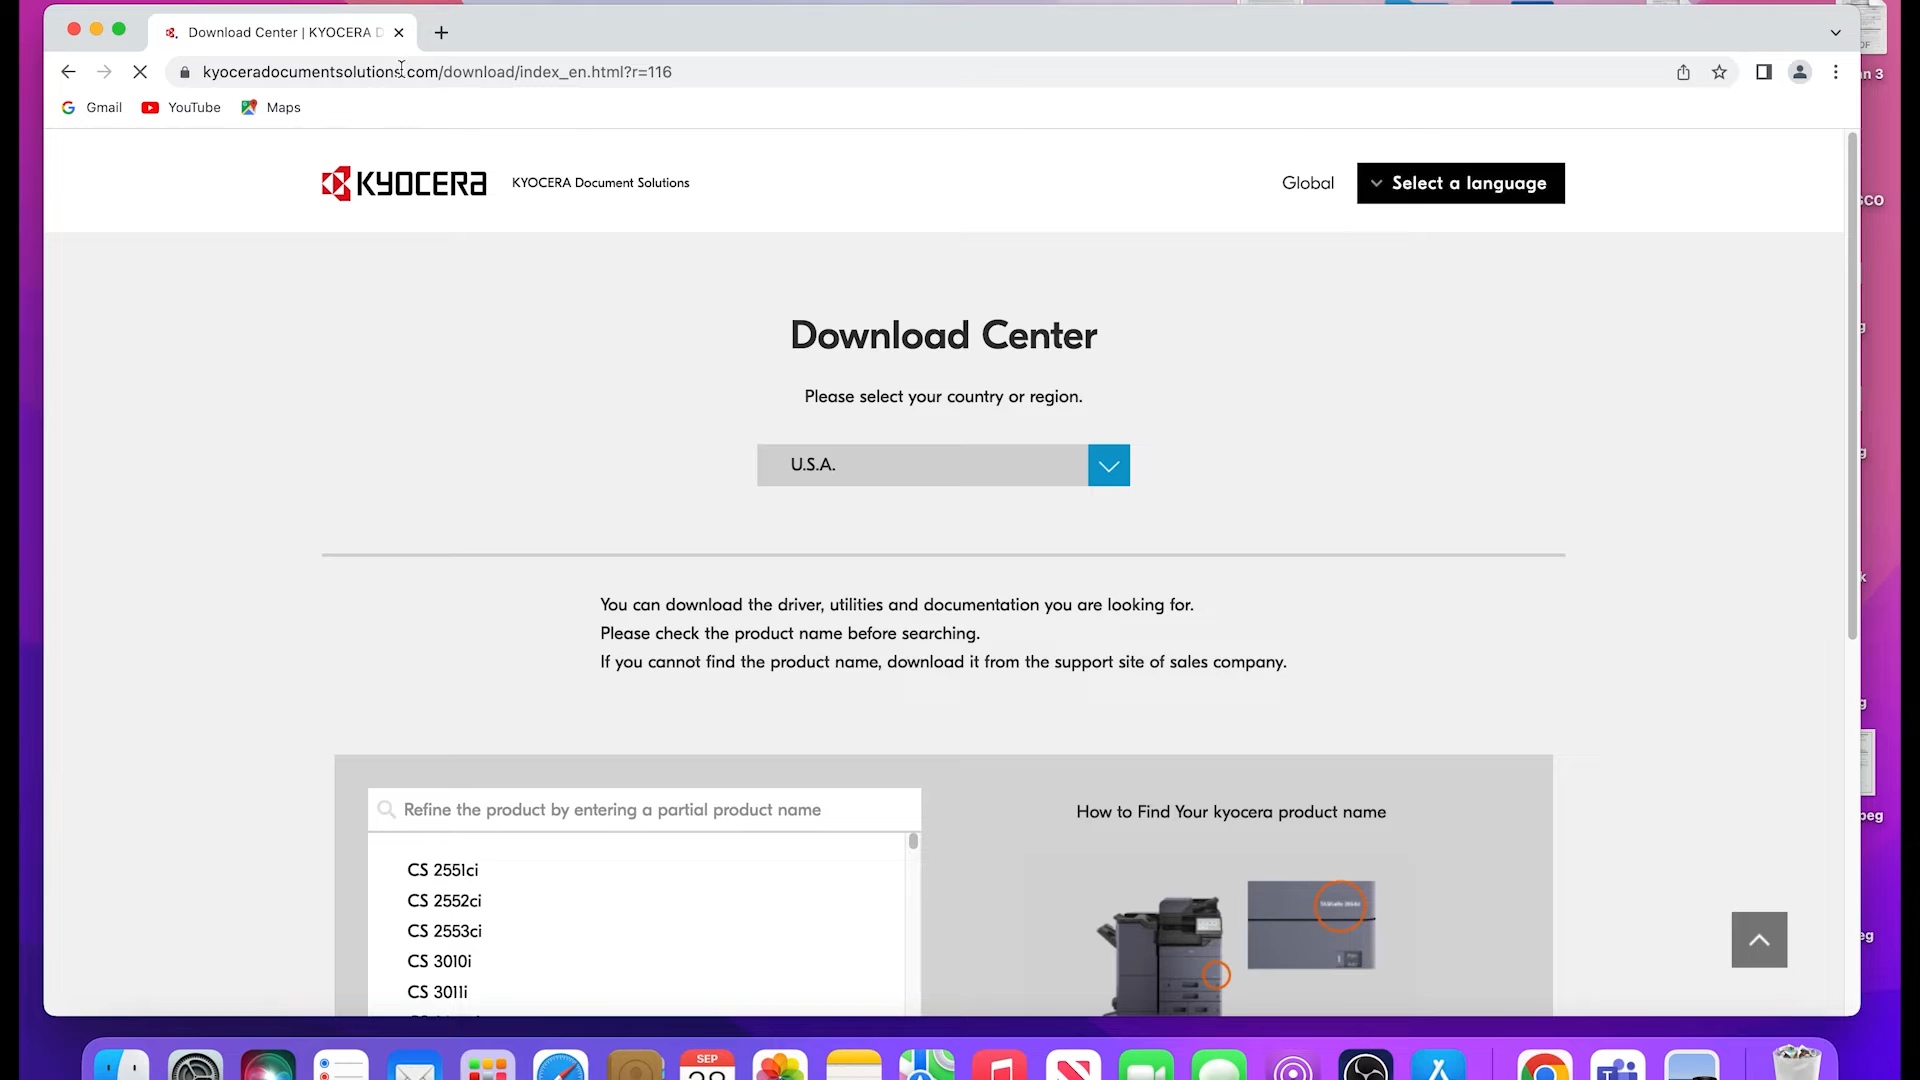 Download Center | KYOCERA D
kyoceradocumentsolutions.com/download/index_en.html?r=116
Gmail
YouTube
Maps
KYOCERA
KYOCERA Document Solutions
Global
Select a language
Download Center
Please select your country or region.
U.S.A.
You can download the driver, utilities and documentation you are looking for.
Please check the product name before searching.
If you cannot find the product name, download it from the support site of sales company.
Refine the product by entering a partial product name
CS 2551ci
CS 2552ci
CS 2553ci
CS 3010i
CS 3011i
How to Find Your kyocera product name
n 3
SCO
peg
eg
SEP